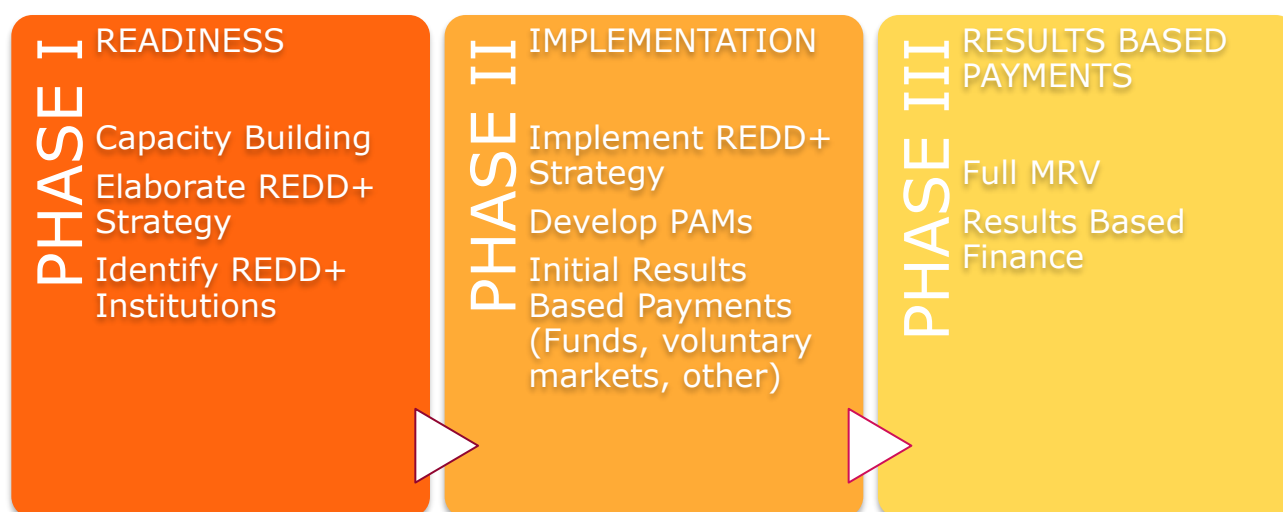 PHASE I
READINESS
Capacity Building
Elaborate REDD+
Strategy
Identify REDD+
Institutions
PHASE II
IMPLEMENTATION
Implement REDD+
Strategy
Develop PAMs
Initial Results
Based Payments
(Funds, voluntary
markets, other)
PHASE III
RESULTS BASED
PAYMENTS
Full MRV
Results Based
Finance